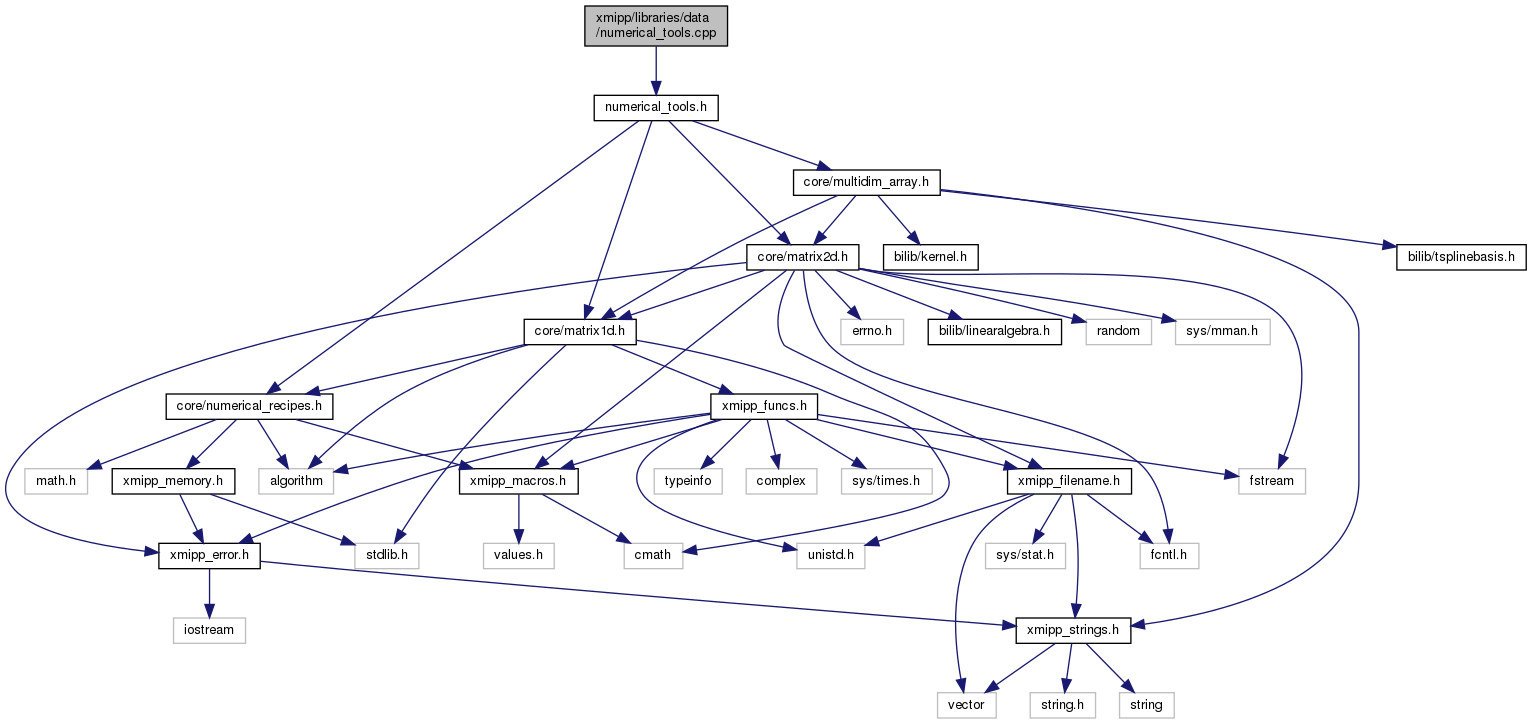 xmipp/libraries/data
/numerical_tools.cpp
numerical_tools.h
core/multidim_array.h
core/matrix2d.h
bilib/kernel.h
bilib/tsplinebasis.h
core/matrix1d.h
errno.h
bilib/linearalgebra.h
random
sys/mman.h
core/numerical_recipes.h
xmipp_funcs.h
math.h
xmipp_memory.h
algorithm
xmipp_macros.h
typeinfo
complex
sys/times.h
xmipp_filename.h
fstream
xmipp_error.h
stdlib.h
values.h
cmath
unistd.h
sys/stat.h
fcntl.h
iostream
xmipp_strings.h
vector
string.h
string